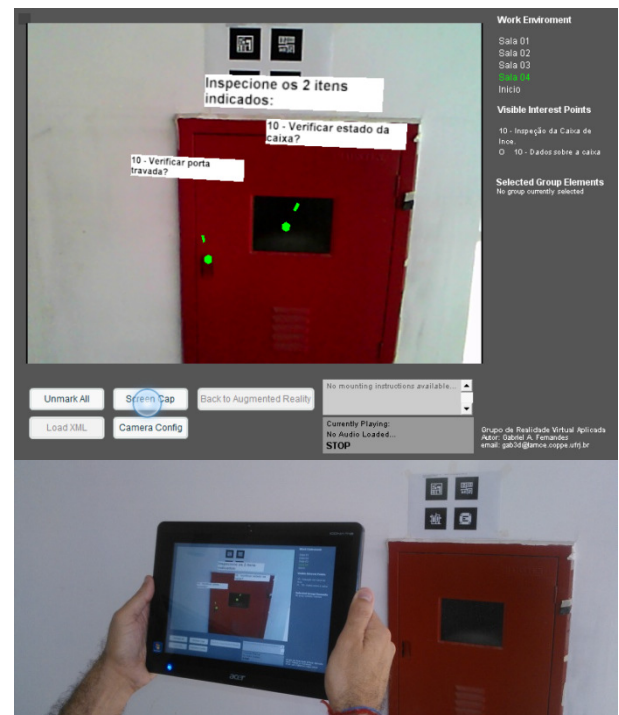 Work Enviroment
Sala 01
Sala 02
Sala 03
Sala 04
Inicio
Visible Interest Points
10 - Inspeção da Caixa de
Ince.
O 10 - Dados sobre a caixa
Selected Group Elements
No group currently selected
Inspecione os 2 itens
indicados:
10 - Verificar estado da
caixa?
10 - Verificar porta
travada?
Unmark All
Screen Cap
Back to Augmented Reality
Load XML
Camera Config
No mounting instructions available...
Currently Playing:
No Audio Loaded...
STOP
Grupo de Realidade Virtual Aplicada
Autor: Gabriel A. Fernandes
email: gab3d@lamce.coppe.ufrj.br
acer